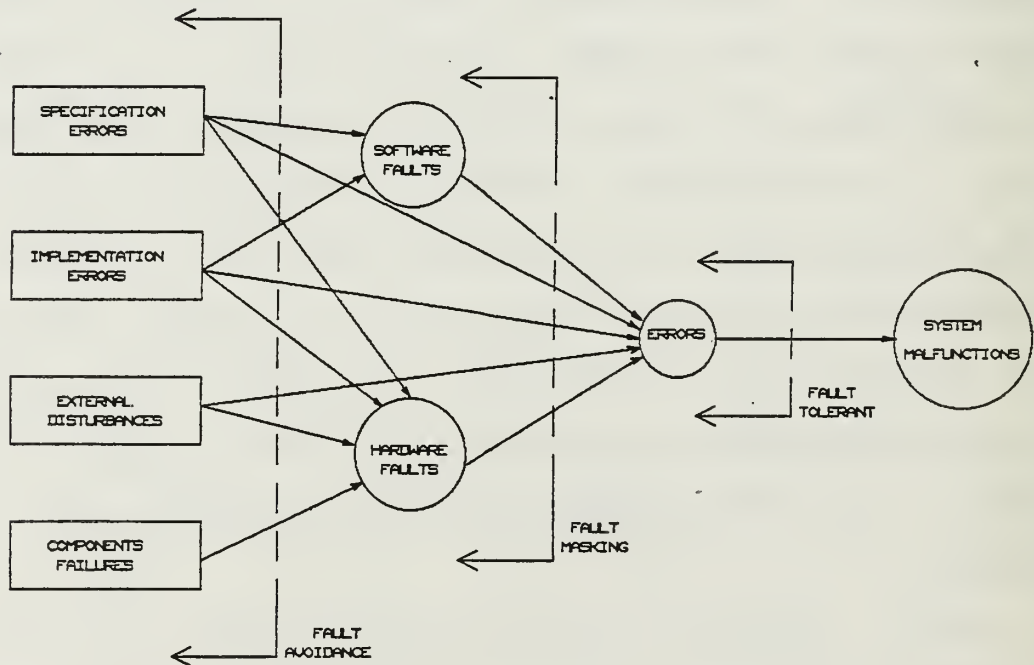 SPECIFICATION
ERRORS
SOFTWARE
FAULTS
IMPLEMENTATION
ERRORS
ERRORS
SYSTEM
MALFUNCTIONS
EXTERNAL
DISTURBANCES
FAULT
TOLERANT
HARDWARE
FAULTS
COMPONENTS
FAILURES
FAULT
MASKING
FAULT
AVOIDANCE